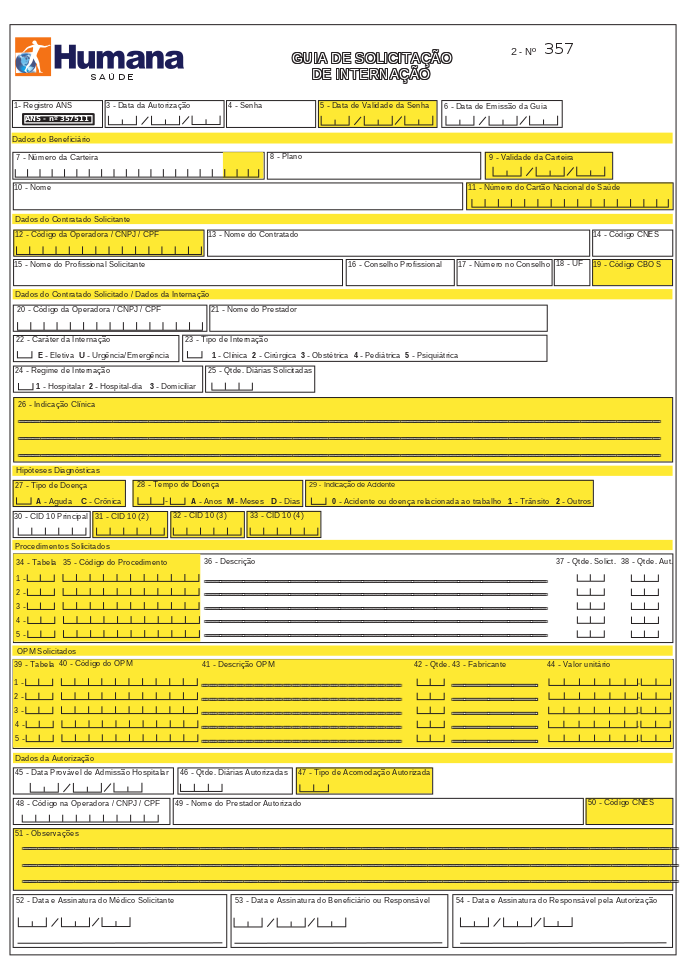 Humana
SAÚDE
GUIA DE SOLICITAÇÃO
DE INTERNAÇÃO
2 - Nº 357
1- Registro ANS
ANS - nº 357511
3 - Data da Autorização
4 - Senha
5 - Data de Validade da Senha
6 - Data de Emissão da Guia
Dados do Beneficiário
7 - Número da Carteira
8 - Plano
9 - Validade da Carteira
10 - Nome
11 - Número do Cartão Nacional de Saúde
Dados do Contratado Solicitante
12 - Código da Operadora / CNPJ / CPF
13 - Nome do Contratado
14 - Código CNES
15 - Nome do Profissional Solicitante
16 - Conselho Profissional
17 - Número no Conselho
18 - UF
19 - Código CBO S
Dados do Contratado Solicitado / Dados da Internação
20 - Código da Operadora / CNPJ / CPF
21 - Nome do Prestador
22 - Caráter da Internação
E - Eletiva U - Urgência/Emergência
23 - Tipo de Internação
1 - Clínica 2 - Cirúrgica 3 - Obstétrica 4 - Pediátrica 5 - Psiquiátrica
24 - Regime de Internação
1 - Hospitalar 2 - Hospital-dia 3 - Domiciliar
25 - Qtde. Diárias Solicitadas
26 - Indicação Clínica
Hipóteses Diagnósticas
27 - Tipo de Doença
A - Aguda C - Crônica
28 - Tempo de Doença
A - Anos M - Meses D - Dias
29 - Indicação de Acidente
0 - Acidente ou doença relacionada ao trabalho 1 - Trânsito 2 - Outros
30 - CID 10 Principal
31 - CID 10 (2)
32 - CID 10 (3)
33 - CID 10 (4)
Procedimentos Solicitados
34 - Tabela 35 - Código do Procedimento 36 - Descrição 37 - Qtde. Solict. 38 - Qtde. Aut.
1 -
2 -
3 -
4 -
5 -
OPM Solicitados
39 - Tabela 40 - Código do OPM 41 - Descrição OPM 42 - Qtde. 43 - Fabricante 44 - Valor unitário
1 -
2 -
3 -
4 -
5 -
Dados da Autorização
45 - Data Provável de Admissão Hospitalar
46 - Qtde. Diárias Autorizadas
47 - Tipo de Acomodação Autorizada
48 - Código na Operadora / CNPJ / CPF
49 - Nome do Prestador Autorizado
50 - Código CNES
51 - Observações
52 - Data e Assinatura do Médico Solicitante
53 - Data e Assinatura do Beneficiário ou Responsável
54 - Data e Assinatura do Responsável pela Autorização